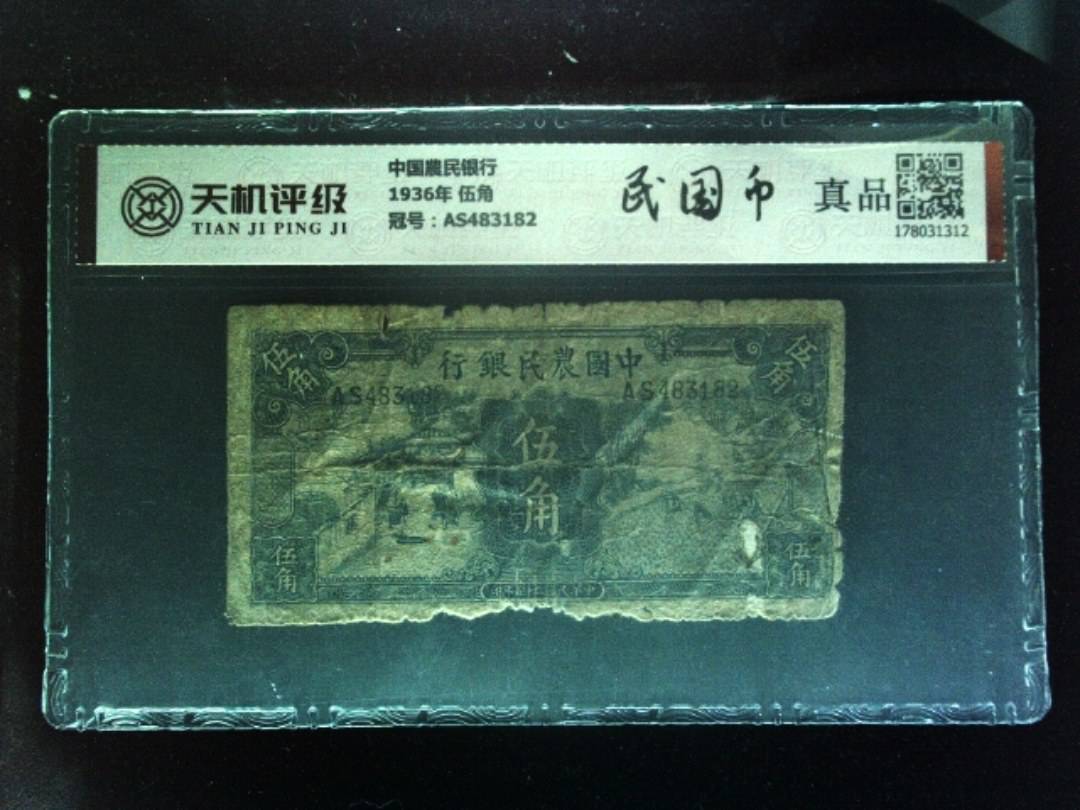 天机评级
TIAN JI PING JI
中国農民银行
1936年 伍角
冠号：AS483182
民国币
真品
178031312
伍角
行銀民農國中
伍角
AS483182
伍角
伍角
伍角